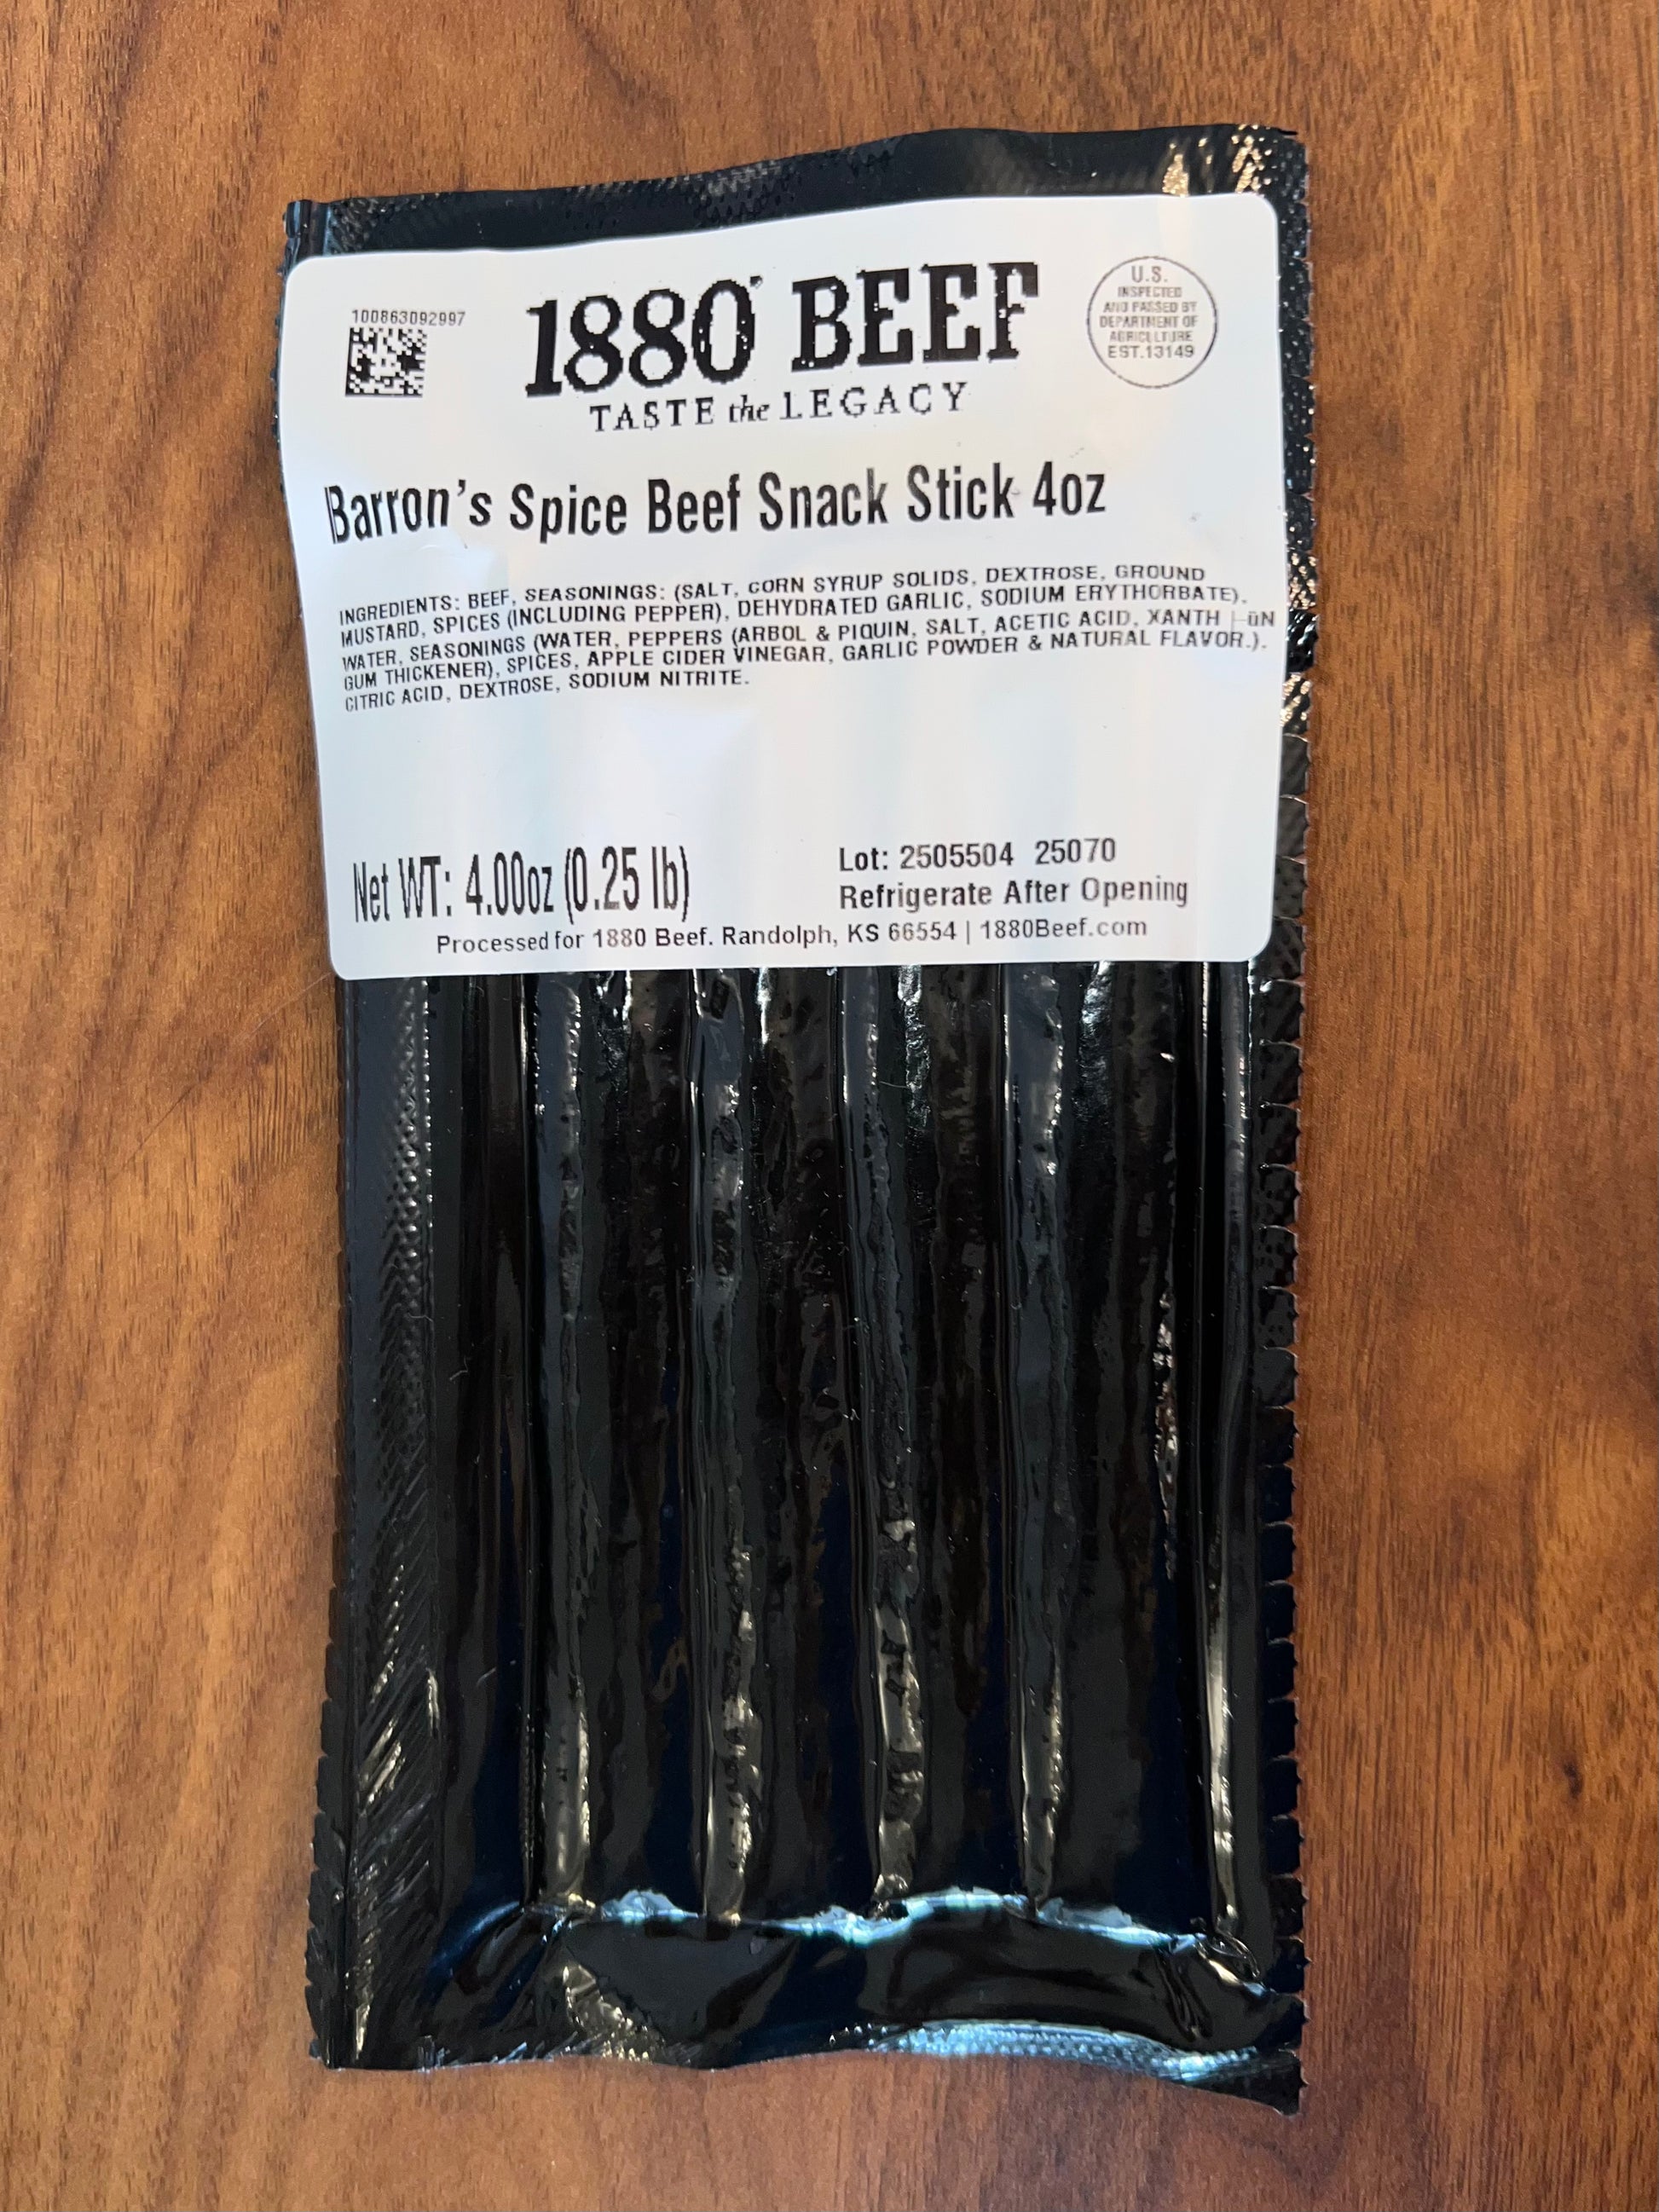 100863092997
1880 BEEF
TASTE the LEGACY
U.S.
INSPECTED
AND PASSED BY
DEPARTMENT OF
AGRICULTURE
EST.13149
Barron's Spice Beef Snack Stick 4oz
INGREDIENTS: BEEF, SEASONINGS: (SALT, CORN SYRUP SOLIDS, DEXTROSE, GROUND
MUSTARD, SPICES (INCLUDING PEPPER), DEHYDRATED GARLIC, SODIUM ERYTHORBATE),
WATER, SEASONINGS (WATER, PEPPERS (ARBOL & PIQUIN, SALT, ACETIC ACID, XANTH
GUM THICKENER), SPICES, APPLE CIDER VINEGAR, GARLIC POWDER & NATURAL FLAVOR.).
CITRIC ACID, DEXTROSE, SODIUM NITRITE.
Net WT: 4.00oz (0.25 lb)
Lot: 2505504 25070
Refrigerate After Opening
Processed for 1880 Beef. Randolph, KS 66554 | 1880Beef.com